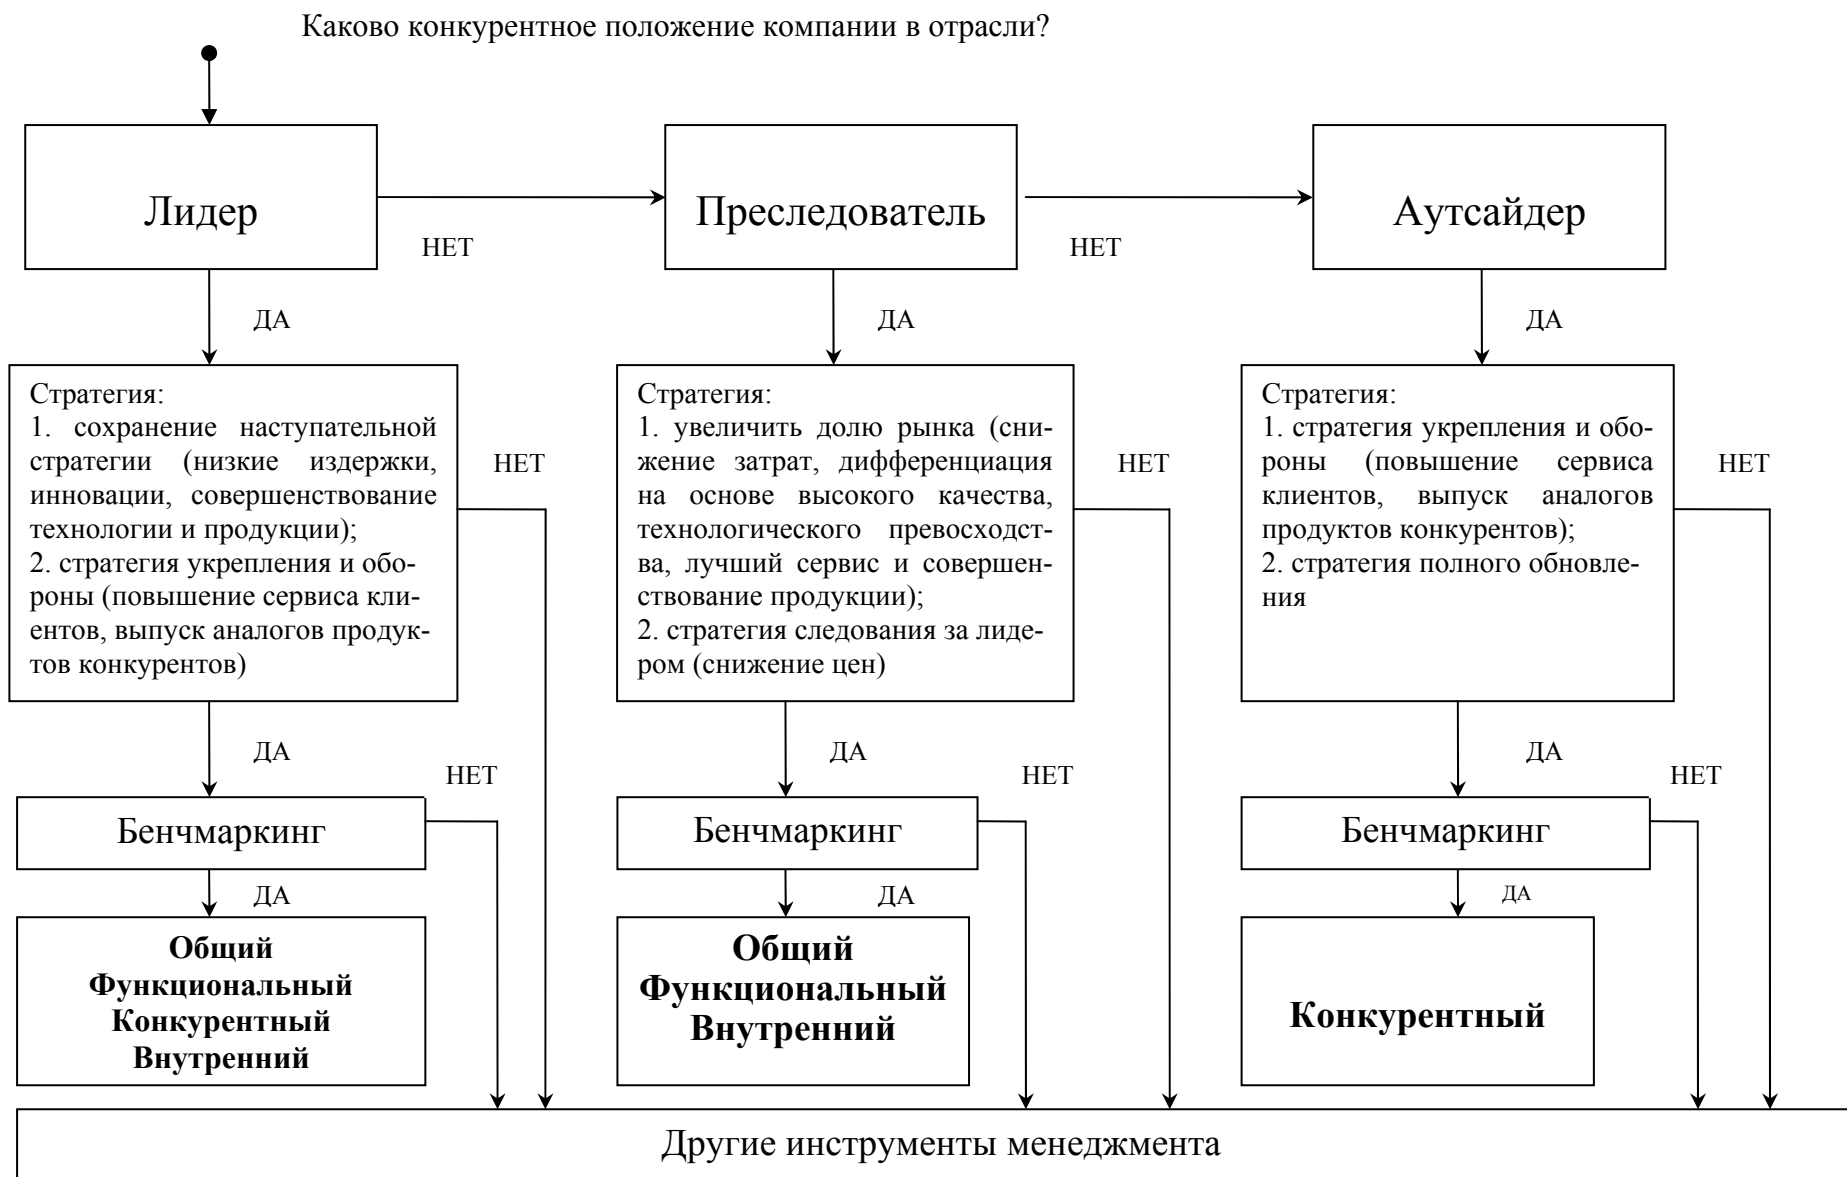 Каково конкурентное положение компании в отрасли?
Лидер
НЕТ
Преследователь
НЕТ
Аутсайдер
ДА
ДА
ДА
Стратегия:
1. сохранение наступательной
стратегии (низкие издержки,
инновации, совершенствование
технологии и продукции);
2. стратегия укрепления и обо-
роны (повышение сервиса кли-
ентов, выпуск аналогов продук-
тов конкурентов)
НЕТ
Стратегия:
1. увеличить долю рынка (сни-
жение затрат, дифференциация
на основе высокого качества,
технологического превосходст-
ва, лучший сервис и совершен-
ствование продукции);
2. стратегия следования за лиде-
ром (снижение цен)
НЕТ
Стратегия:
1. стратегия укрепления и обо-
роны (повышение сервиса
клиентов, выпуск аналогов
продуктов конкурентов);
2. стратегия полного обновле-
ния
НЕТ
ДА
НЕТ
ДА
НЕТ
ДА
НЕТ
Бенчмаркинг
Бенчмаркинг
Бенчмаркинг
ДА
ДА
ДА
Общий
Функциональный
Конкурентный
Внутренний
Общий
Функциональный
Внутренний
Конкурентный
Другие инструменты менеджмента